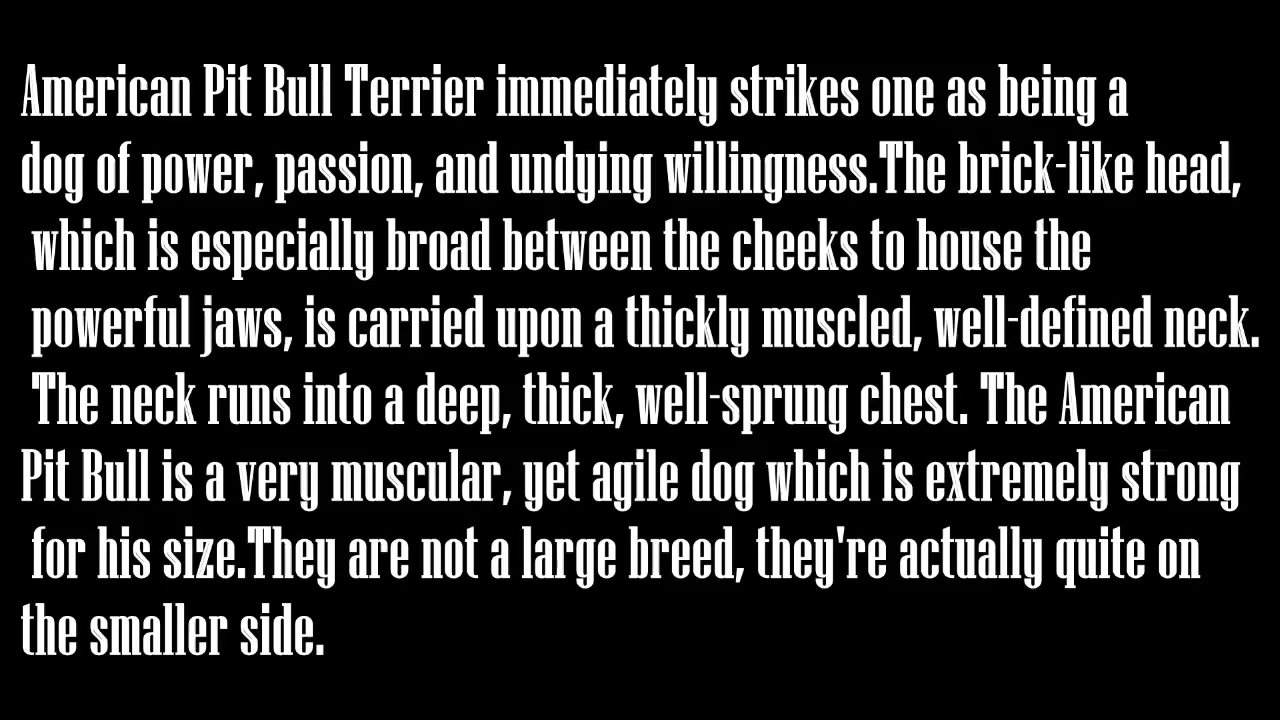 American Pit Bull Terrier immediately strikes one as being a
dog of power, passion, and undying willingness.The brick-like head,
which is especially broad between the cheeks to house the
powerful jaws, is carried upon a thickly muscled, well-defined neck.
The neck runs into a deep, thick, well-sprung chest. The American
Pit Bull is a very muscular, yet agile dog which is extremely strong
for his size.They are not a large breed, they're actually quite on
the smaller side.